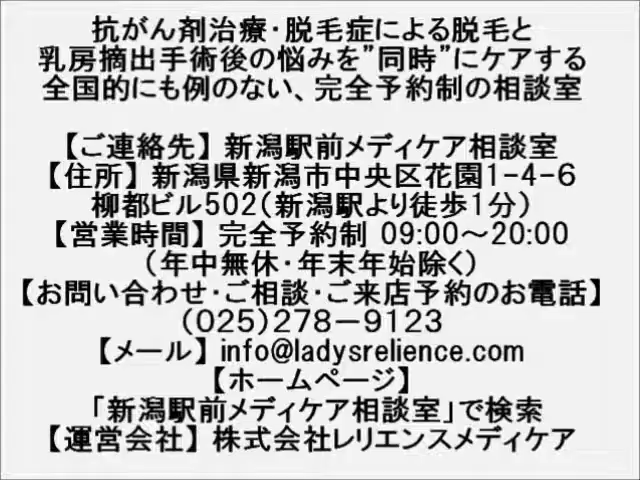 抗がん剤治療・脱毛症による脱毛と
乳房摘出手術後の悩みを”同時”にケアする
全国的にも例のない、完全予約制の相談室
【ご連絡先】新潟駅前メディケア相談室
【住所】新潟県新潟市中央区花園1-4-6
柳都ビル502（新潟駅より徒歩1分）
【営業時間】完全予約制 09:00～20:00
（年中無休・年末年始除く）
【お問い合わせ・ご相談・ご来店予約のお電話】
（025）278－9123
【メール】info@ladysrelience.com
【ホームページ】
「新潟駅前メディケア相談室」で検索
【運営会社】株式会社レリエンスメディケア